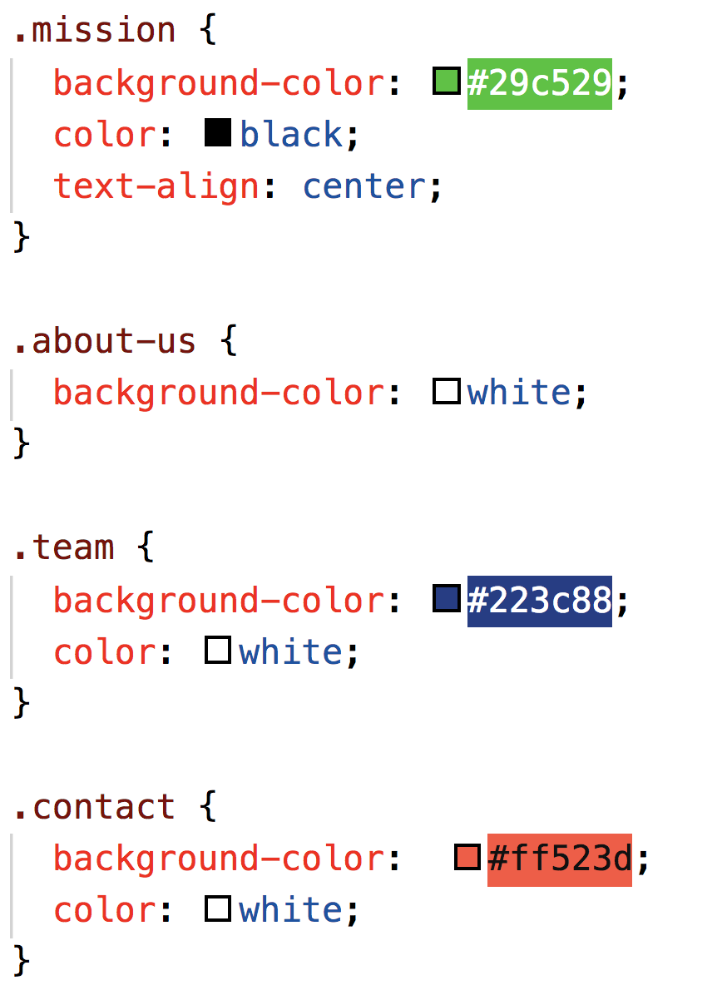 .mission {
  background-color: #29c529;
  color: black;
  text-align: center;
}
.about-us {
  background-color: white;
}
.team {
  background-color: #223c88;
  color: white;
}
.contact {
  background-color:  #ff523d;
  color: white;
}